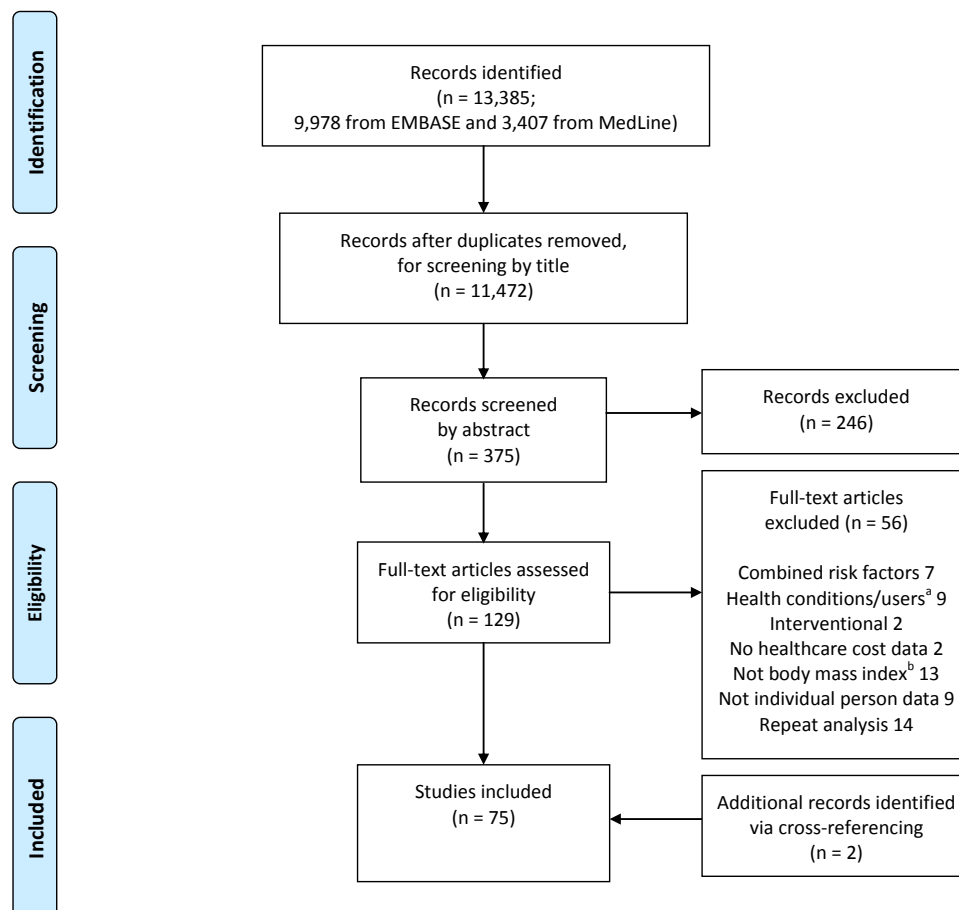 Identification
Records identified
(n = 13,385;
9,978 from EMBASE and 3,407 from MedLine)
Screening
Records after duplicates removed,
for screening by title
(n = 11,472)
Records screened
by abstract
(n = 375)
Records excluded
(n = 246)
Eligibility
Full-text articles assessed
for eligibility
(n = 129)
Full-text articles
excluded (n = 56)
Combined risk factors 7
Health conditions/usersᵃ 9
Interventional 2
No healthcare cost data 2
Not body mass indexᵇ 13
Not individual person data 9
Repeat analysis 14
Included
Studies included
(n = 75)
Additional records identified
via cross-referencing
(n = 2)